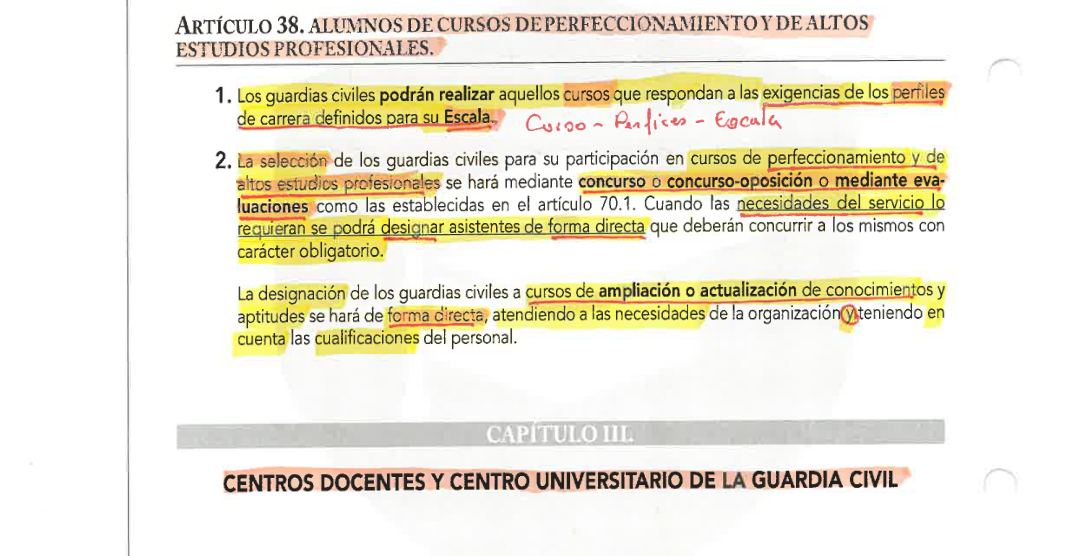 ARTÍCULO 38. ALUMNOS DE CURSOS DE PERFECCIONAMIENTO Y DE ALTOS
ESTUDIOS PROFESIONALES.
1. Los guardias civiles podrán realizar aquellos cursos que respondan a las exigencias de los perfiles
de carrera definidos para su Escala.
Curso - Perfices - Escala
2. La selección de los guardias civiles para su participación en cursos de perfeccionamiento y de
altos estudios profesionales se hará mediante concurso o concurso-oposición o mediante eva-
luaciones como las establecidas en el artículo 70.1. Cuando las necesidades del servicio lo
requieran se podrá designar asistentes de forma directa que deberán concurrir a los mismos con
carácter obligatorio.
La designación de los guardias civiles a cursos de ampliación o actualización de conocimientos y
aptitudes se hará de forma directa, atendiendo a las necesidades de la organización y teniendo en
cuenta las cualificaciones del personal.
CAPÍTULO III.
CENTROS DOCENTES Y CENTRO UNIVERSITARIO DE LA GUARDIA CIVIL